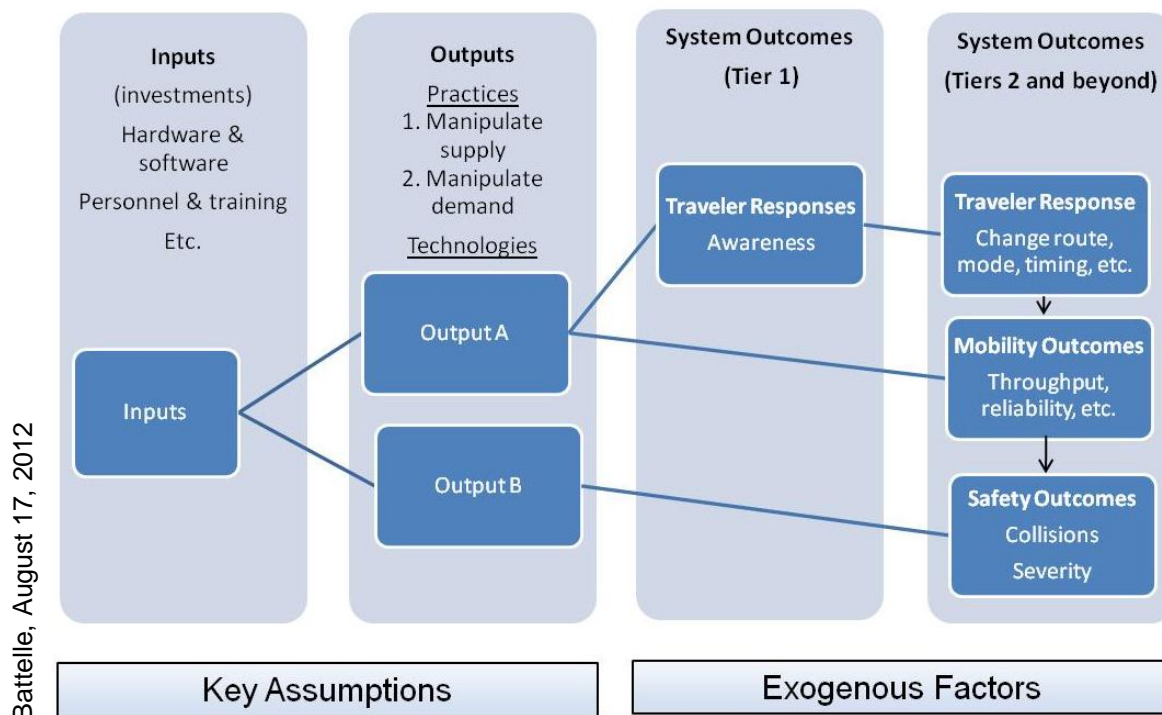 Inputs
(investments)
Hardware &
software
Personnel & training
Etc.
Inputs
Outputs
Practices
1. Manipulate
supply
2. Manipulate
demand
Technologies
Output A
Output B
System Outcomes
(Tier 1)
Traveler Responses
Awareness
System Outcomes
(Tiers 2 and beyond)
Traveler Response
Change route,
mode, timing, etc.
Mobility Outcomes
Throughput,
reliability, etc.
Safety Outcomes
Collisions
Severity
Key Assumptions
Exogenous Factors
Battelle, August 17, 2012